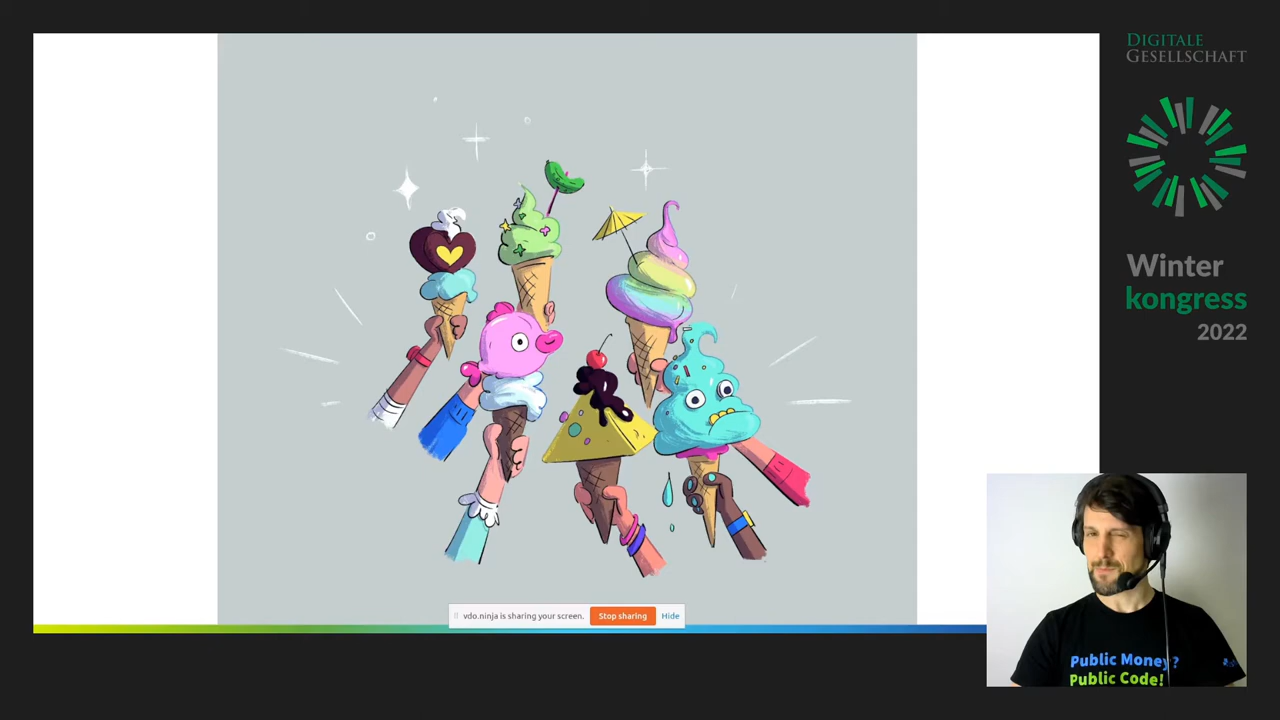 DIGITALE
GESELLSCHAFT
Winter
kongress
2022
vdo.ninja is sharing your screen.
Stop sharing
Hide
Public Money?
Public Code!